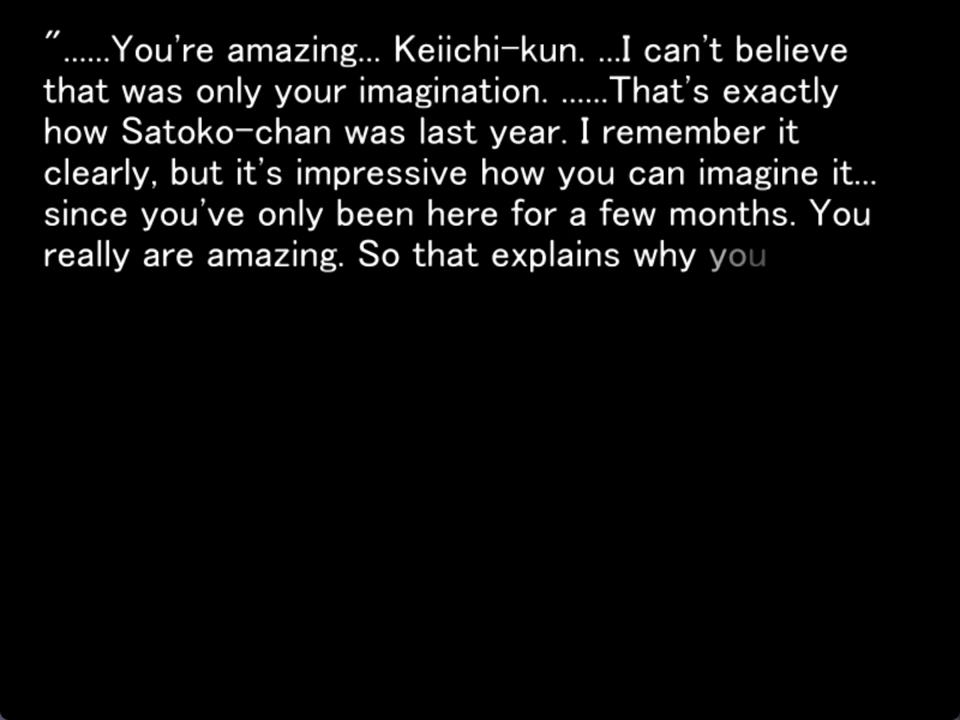 "......You're amazing... Keiichi-kun. ...I can't believe
that was only your imagination. ......That's exactly
how Satoko-chan was last year. I remember it
clearly, but it's impressive how you can imagine it...
since you've only been here for a few months. You
really are amazing. So that explains why you